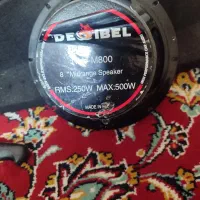 DECIBEL
M800
8" Midrange Speaker
RMS:250W MAX:500W
MADE IN